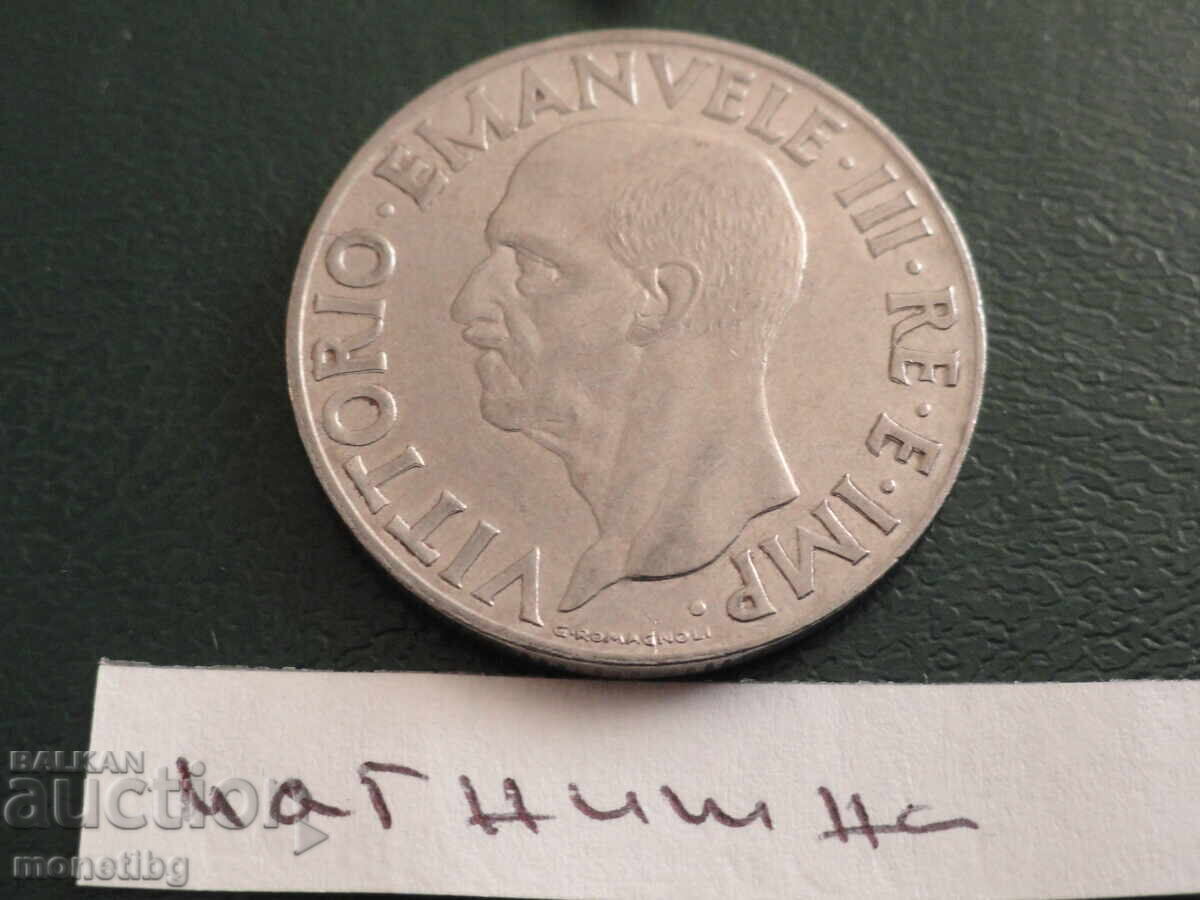 VITTORIO · EMANVELE · III · RE · E · IMP ·
G·ROMAGNOLI
магнитна
BALKAN
auction
monetibg